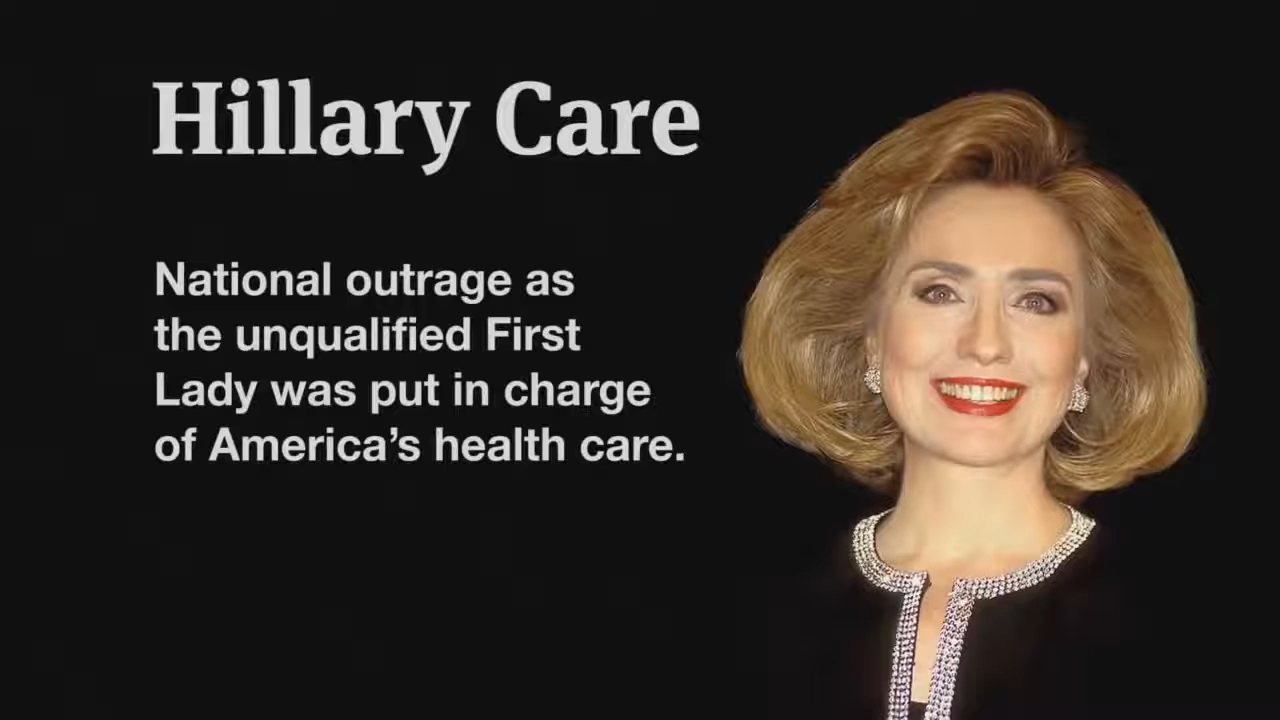 Hillary Care
National outrage as
the unqualified First
Lady was put in charge
of America’s health care.